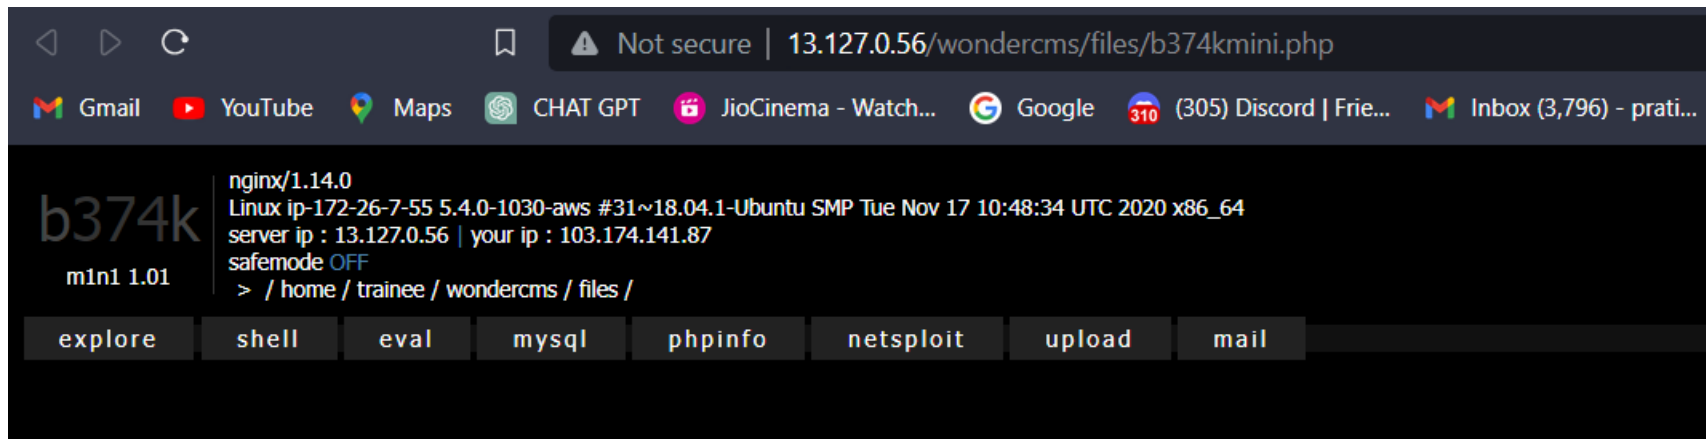 Not secure | 13.127.0.56/wondercms/files/b374kmini.php
Gmail YouTube Maps CHAT GPT JioCinema - Watch... Google 310 (305) Discord | Frie... Inbox (3,796) - prati...
b374k
m1n1 1.01
nginx/1.14.0
Linux ip-172-26-7-55 5.4.0-1030-aws #31~18.04.1-Ubuntu SMP Tue Nov 17 10:48:34 UTC 2020 x86_64
server ip : 13.127.0.56 | your ip : 103.174.141.87
safemode OFF
> / home / trainee / wondercms / files /
explore shell eval mysql phpinfo netsploit upload mail